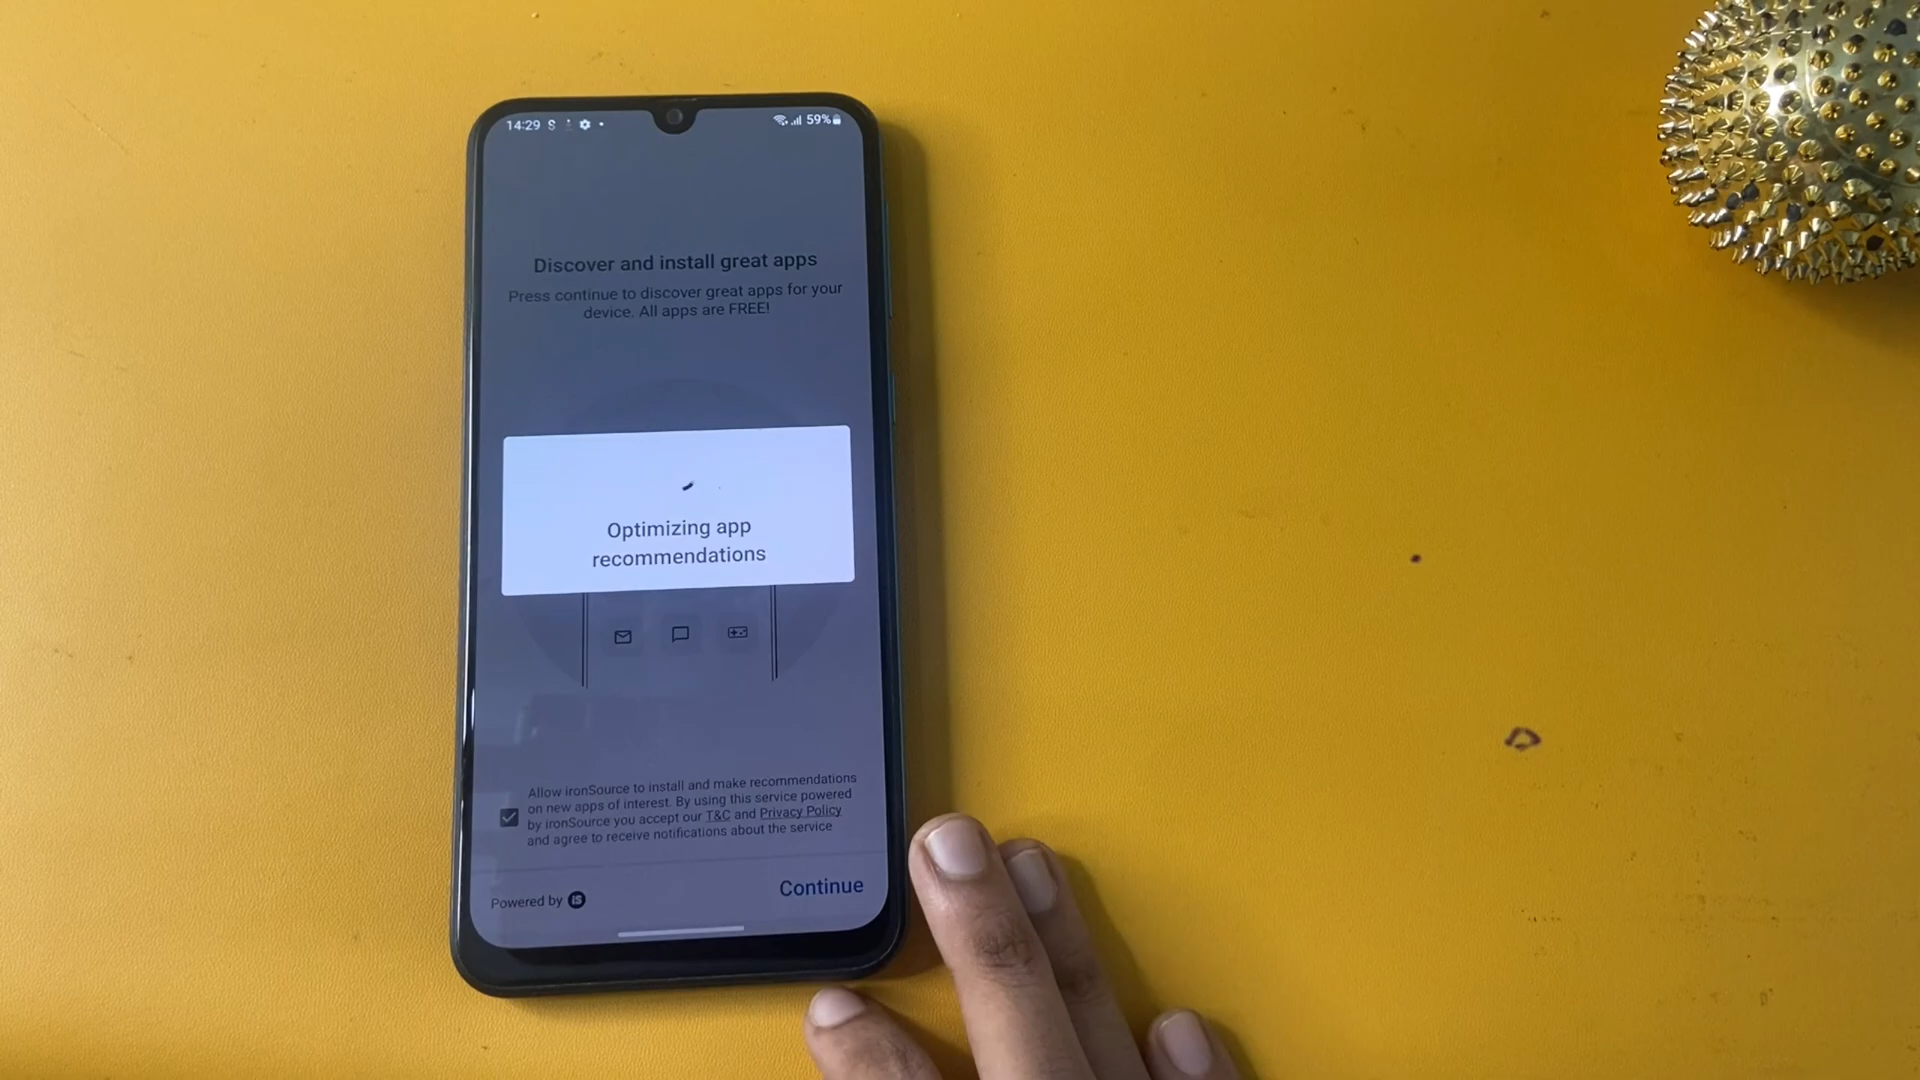 14:29
59%
Discover and install great apps
Press continue to discover great apps for your
device. All apps are FREE!
Optimizing app
recommendations
Allow ironSource to install and make recommendations
on new apps of interest. By using this service powered
by ironSource you accept our T&C and Privacy Policy
and agree to receive notifications about the service
Powered by iS
Continue